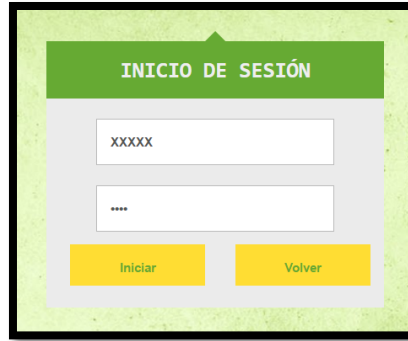 INICIO DE SESIÓN
XXXXX
••••
Iniciar
Volver